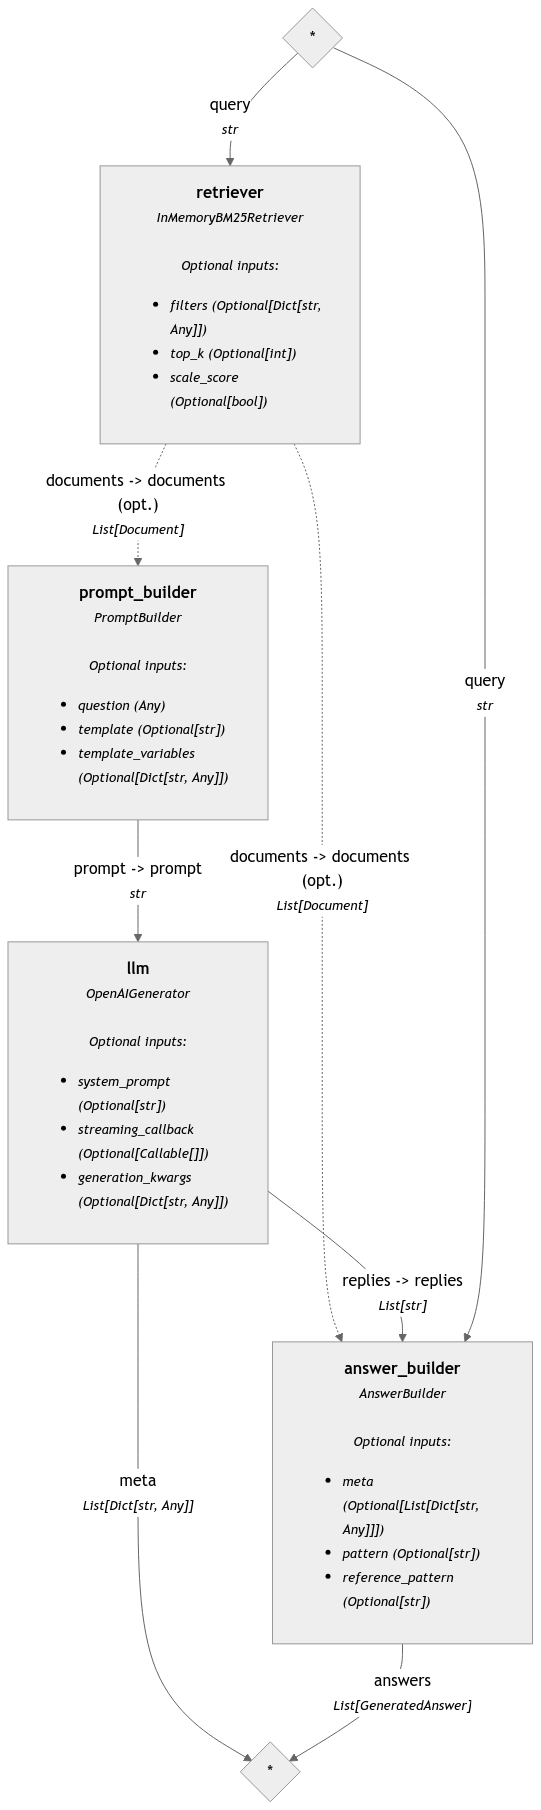 *
query
str
retriever
InMemoryBM25Retriever
Optional inputs:
• filters (Optional[Dict[str,
Any]])
• top_k (Optional[int])
• scale_score
(Optional[bool])
documents -> documents
(opt.)
List[Document]
prompt_builder
PromptBuilder
Optional inputs:
• question (Any)
• template (Optional[str])
• template_variables
(Optional[Dict[str, Any]])
query
str
prompt -> prompt
str
documents -> documents
(opt.)
List[Document]
llm
OpenAIGenerator
Optional inputs:
• system_prompt
(Optional[str])
• streaming_callback
(Optional[Callable[]])
• generation_kwargs
(Optional[Dict[str, Any]])
replies -> replies
List[str]
answer_builder
AnswerBuilder
Optional inputs:
• meta
(Optional[List[Dict[str,
Any]]])
• pattern (Optional[str])
• reference_pattern
(Optional[str])
meta
List[Dict[str, Any]]
answers
List[GeneratedAnswer]
*